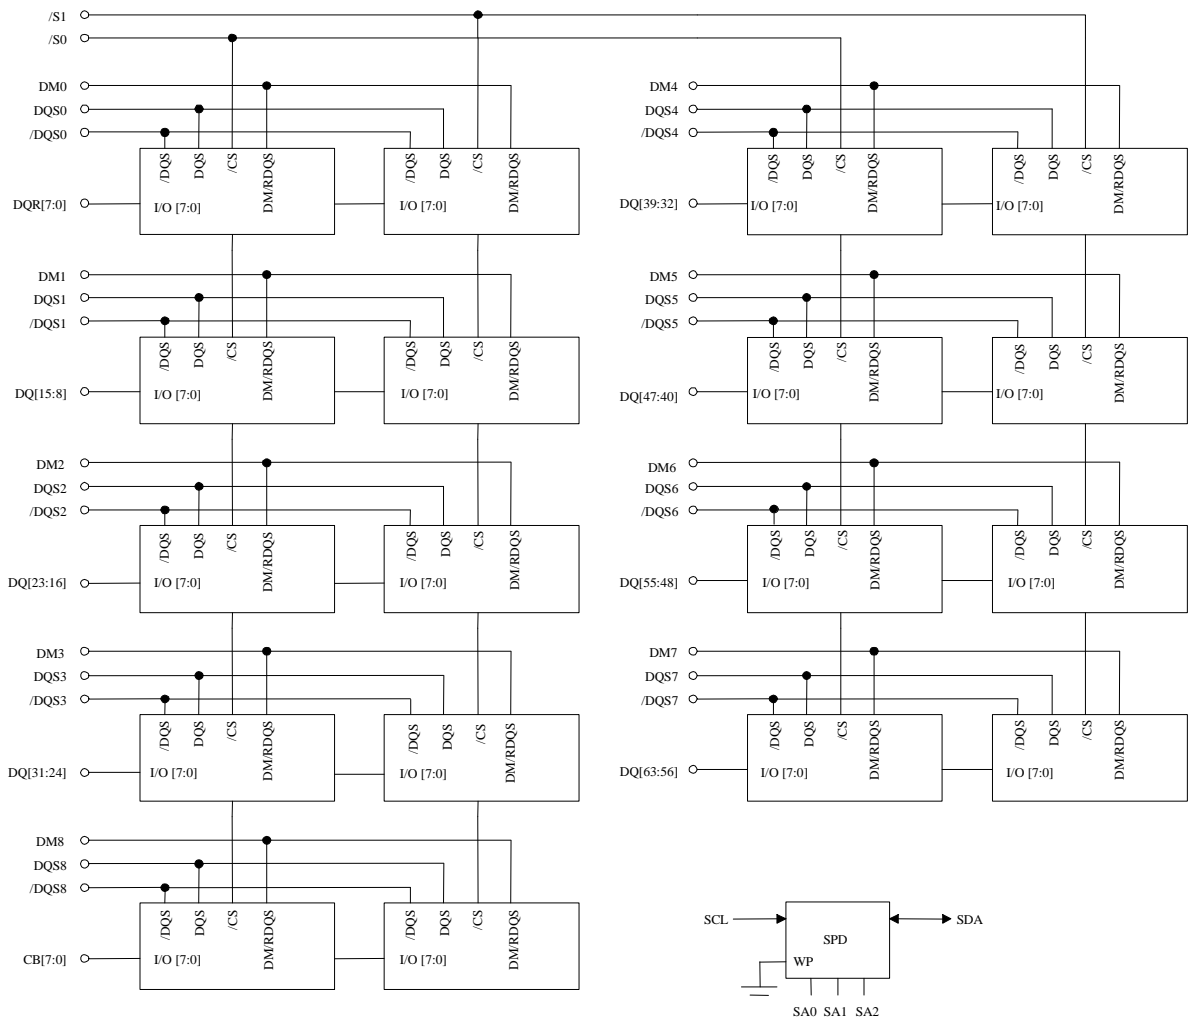 /S1
/S0
DM0
DQS0
/DQS0
/DQS DQS /CS DM/RDQS
/DQS DQS /CS DM/RDQS
DQR[7:0]
I/O [7:0]
I/O [7:0]
DM1
DQS1
/DQS1
/DQS DQS /CS DM/RDQS
/DQS DQS /CS DM/RDQS
DQ[15:8]
I/O [7:0]
I/O [7:0]
DM2
DQS2
/DQS2
/DQS DQS /CS DM/RDQS
/DQS DQS /CS DM/RDQS
DQ[23:16]
I/O [7:0]
I/O [7:0]
DM3
DQS3
/DQS3
/DQS DQS /CS DM/RDQS
/DQS DQS /CS DM/RDQS
DQ[31:24]
I/O [7:0]
I/O [7:0]
DM8
DQS8
/DQS8
/DQS DQS /CS DM/RDQS
/DQS DQS /CS DM/RDQS
CB[7:0]
I/O [7:0]
I/O [7:0]
DM4
DQS4
/DQS4
/DQS DQS /CS DM/RDQS
/DQS DQS /CS DM/RDQS
DQ[39:32]
I/O [7:0]
I/O [7:0]
DM5
DQS5
/DQS5
/DQS DQS /CS DM/RDQS
/DQS DQS /CS DM/RDQS
DQ[47:40]
I/O [7:0]
I/O [7:0]
DM6
DQS6
/DQS6
/DQS DQS /CS DM/RDQS
/DQS DQS /CS DM/RDQS
DQ[55:48]
I/O [7:0]
I/O [7:0]
DM7
DQS7
/DQS7
/DQS DQS /CS DM/RDQS
/DQS DQS /CS DM/RDQS
DQ[63:56]
I/O [7:0]
I/O [7:0]
SCL
SDA
SPD
WP
SA0 SA1 SA2